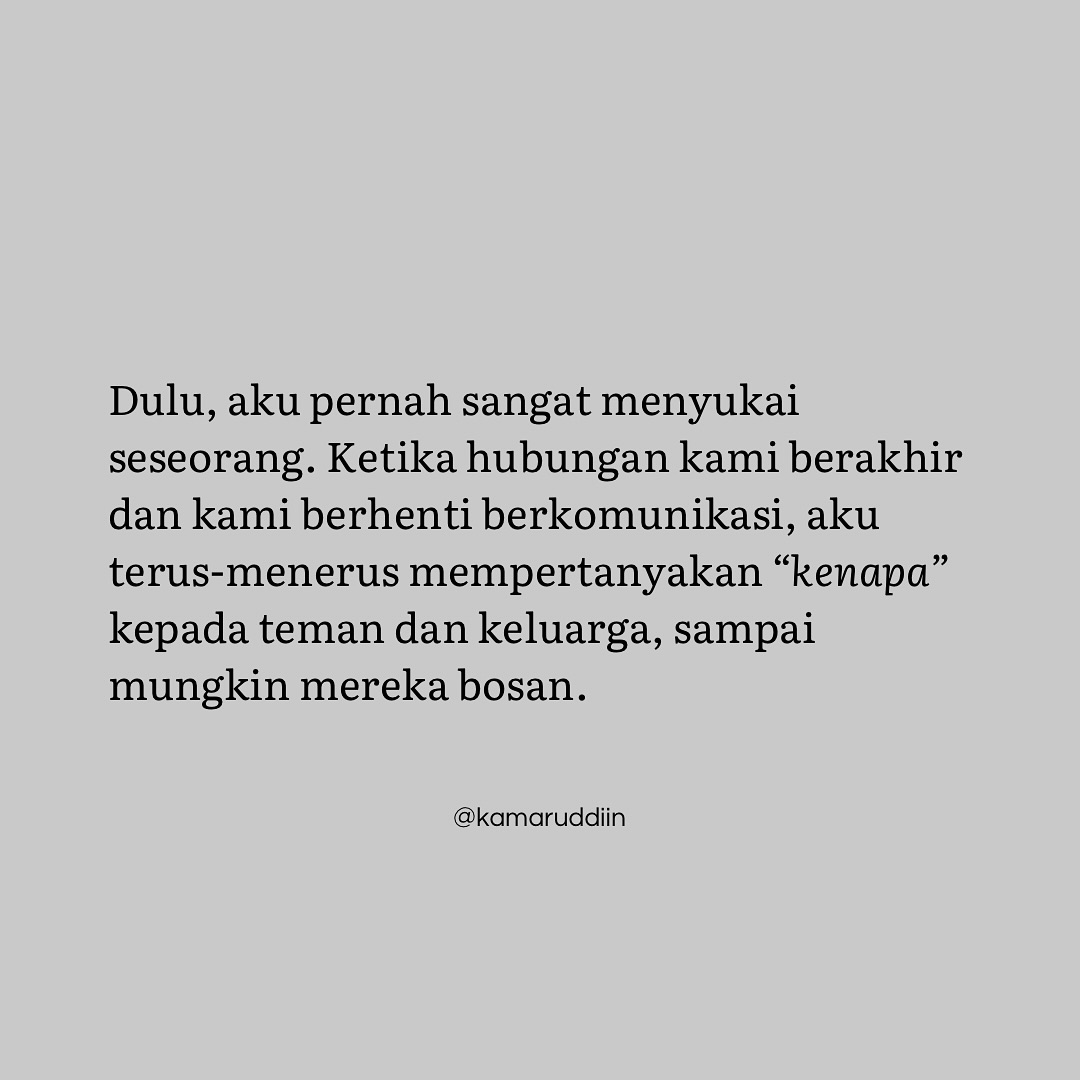 Dulu, aku pernah sangat menyukai
seseorang. Ketika hubungan kami berakhir
dan kami berhenti berkomunikasi, aku
terus-menerus mempertanyakan “kenapa”
kepada teman dan keluarga, sampai
mungkin mereka bosan.
@kamaruddiin